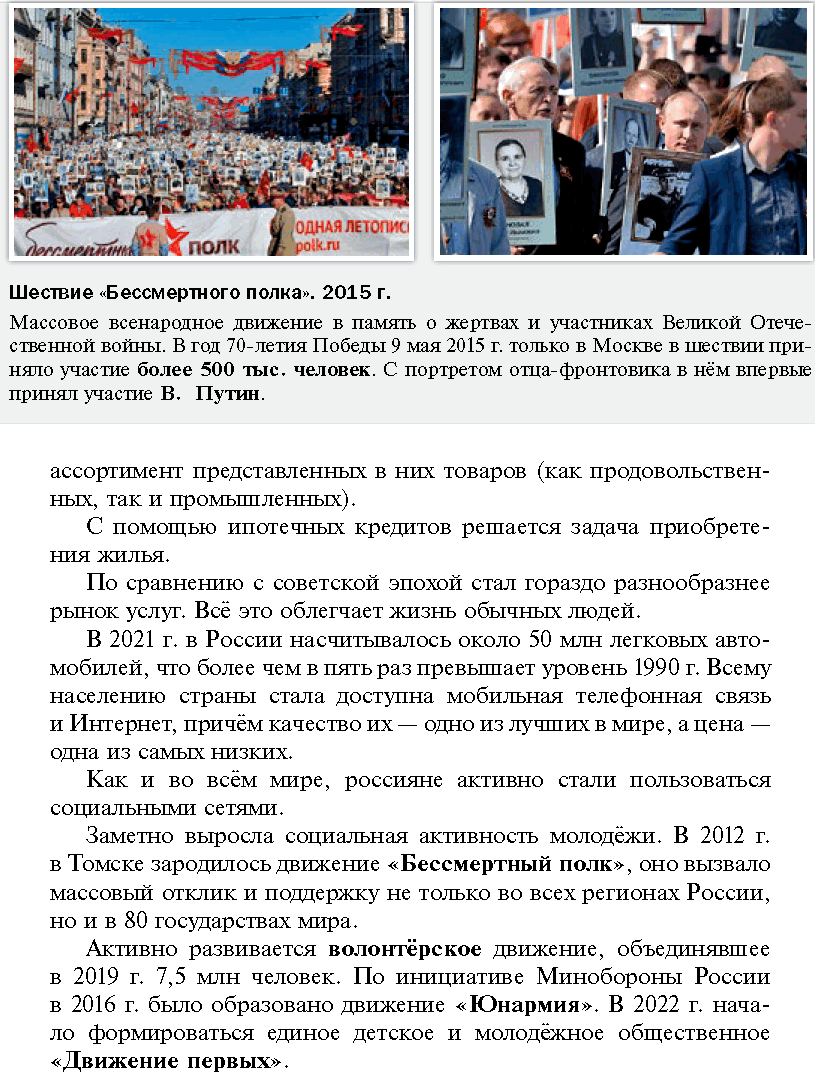 бессмертный ПОЛК
ОДНАЯ ЛЕТОПИС
polk.ru
Шествие «Бессмертного полка». 2015 г.
Массовое всенародное движение в память о жертвах и участниках Великой Отече-
ственной войны. В год 70-летия Победы 9 мая 2015 г. только в Москве в шествии при-
няло участие более 500 тыс. человек. С портретом отца-фронтовика в нём впервые
принял участие В. Путин.
ассортимент представленных в них товаров (как продовольствен-
ных, так и промышленных).
С помощью ипотечных кредитов решается задача приобрете-
ния жилья.
По сравнению с советской эпохой стал гораздо разнообразнее
рынок услуг. Всё это облегчает жизнь обычных людей.
В 2021 г. в России насчитывалось около 50 млн легковых авто-
мобилей, что более чем в пять раз превышает уровень 1990 г. Всему
населению страны стала доступна мобильная телефонная связь
и Интернет, причём качество их — одно из лучших в мире, а цена —
одна из самых низких.
Как и во всём мире, россияне активно стали пользоваться
социальными сетями.
Заметно выросла социальная активность молодёжи. В 2012 г.
в Томске зародилось движение «Бессмертный полк», оно вызвало
массовый отклик и поддержку не только во всех регионах России,
но и в 80 государствах мира.
Активно развивается волонтёрское движение, объединявшее
в 2019 г. 7,5 млн человек. По инициативе Минобороны России
в 2016 г. было образовано движение «Юнармия». В 2022 г. нача-
ло формироваться единое детское и молодёжное общественное
«Движение первых».